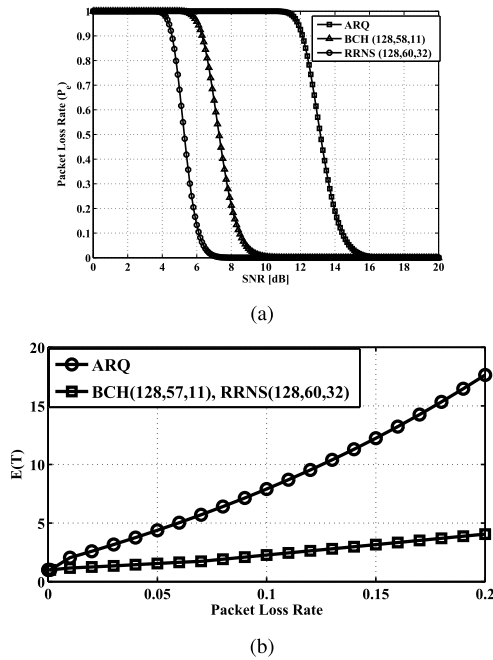 1
0.9
0.8
0.7
0.6
0.5
0.4
0.3
0.2
0.1
0
Packet Loss Rate (Pe)
ARQ
BCH (128,58,11)
RRNS (128,60,32)
0 2 4 6 8 10 12 14 16 18 20
SNR [dB]
(a)
20
15
10
5
0
E(T)
ARQ
BCH(128,57,11), RRNS(128,60,32)
0 0.05 0.1 0.15 0.2
Packet Loss Rate
(b)